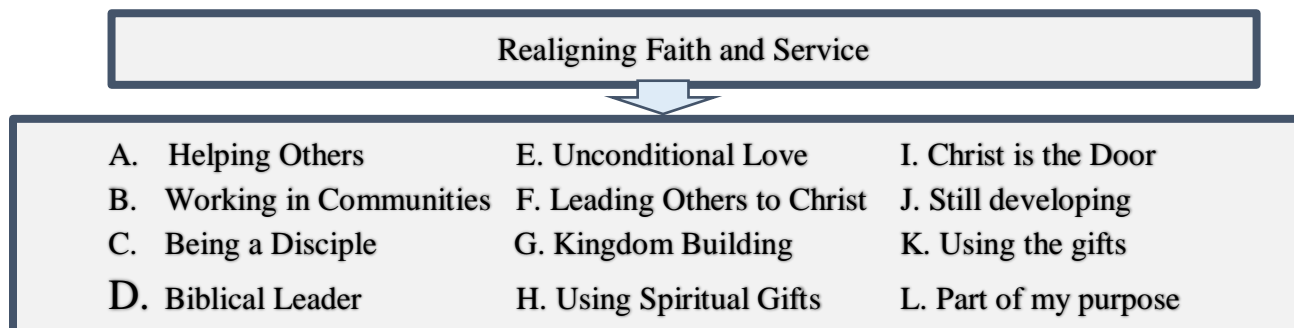 Realigning Faith and Service
A. Helping Others
B. Working in Communities
C. Being a Disciple
D. Biblical Leader
E. Unconditional Love
F. Leading Others to Christ
G. Kingdom Building
H. Using Spiritual Gifts
I. Christ is the Door
J. Still developing
K. Using the gifts
L. Part of my purpose